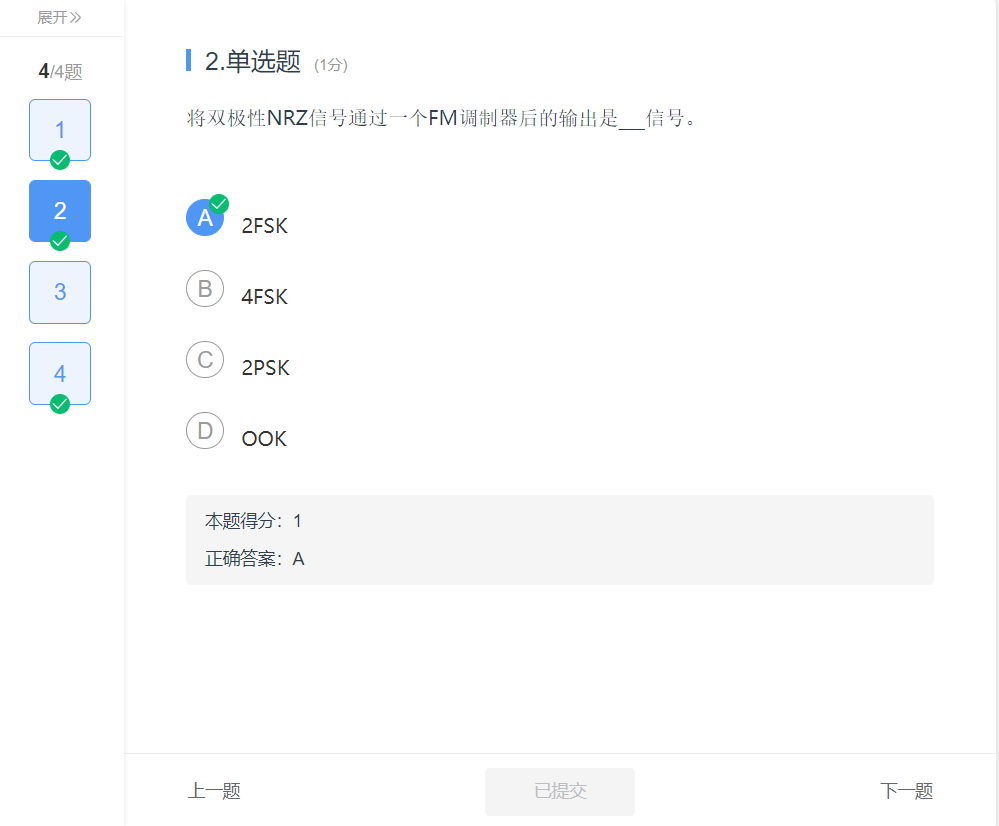 展开
4/4题
1
2
3
4
2.单选题 (1分)
将双极性NRZ信号通过一个FM调制器后的输出是___信号。
A 2FSK
B 4FSK
C 2PSK
D OOK
本题得分：1
正确答案：A
上一题
已提交
下一题